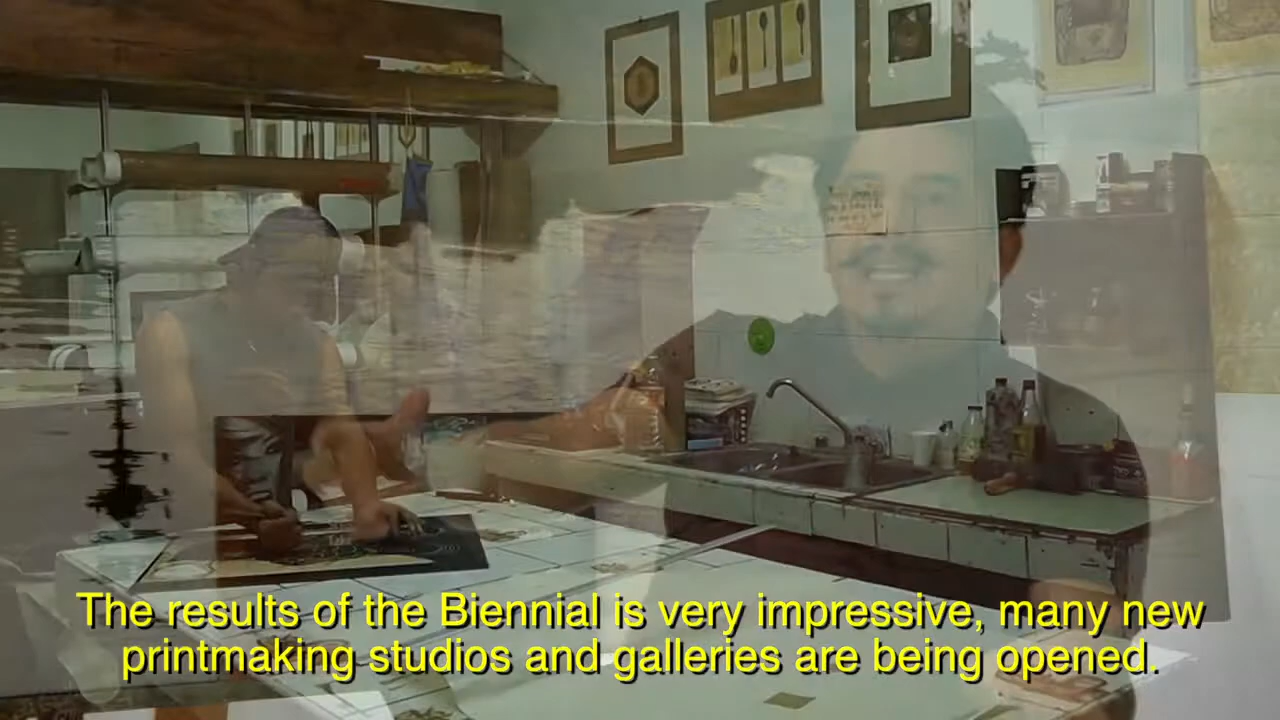 The results of the Biennial is very impressive, many new
printmaking studios and galleries are being opened.